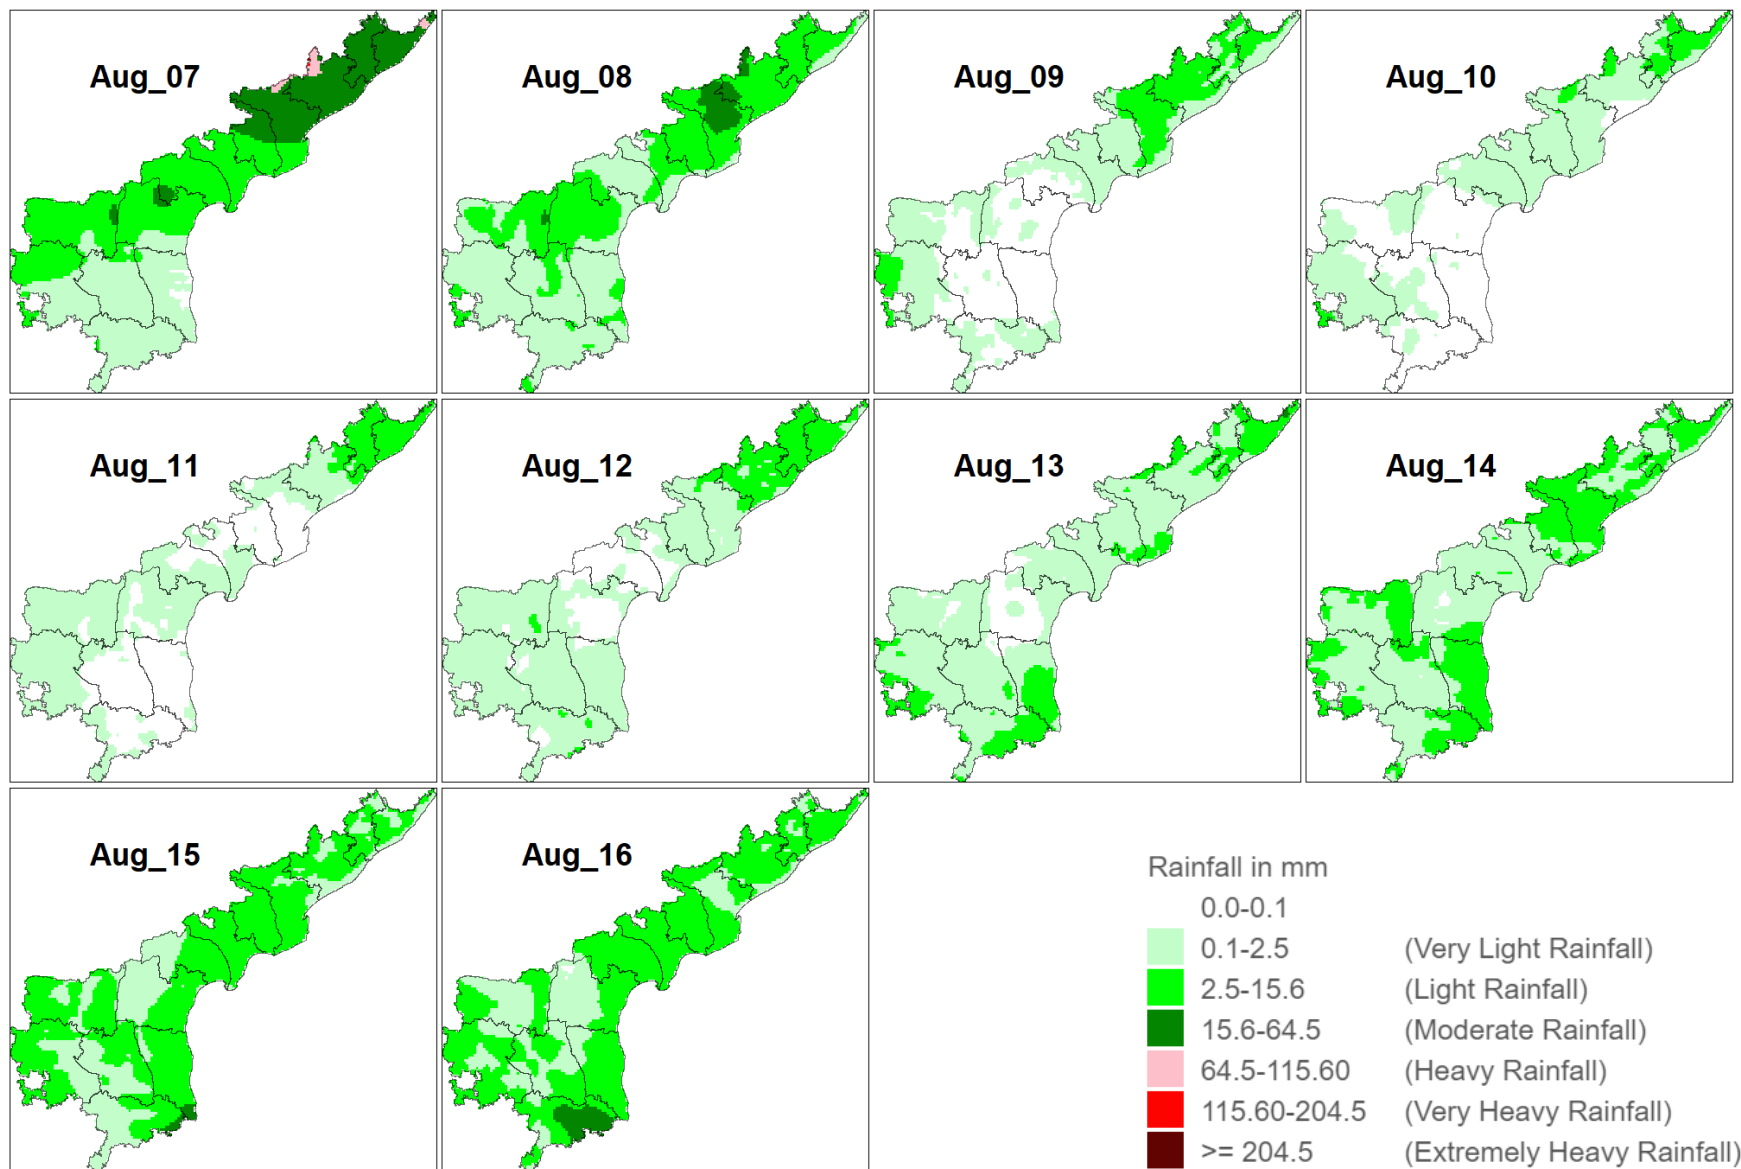 Aug_07
Aug_08
Aug_09
Aug_10
Aug_11
Aug_12
Aug_13
Aug_14
Aug_15
Aug_16
Rainfall in mm
0.0-0.1
0.1-2.5 (Very Light Rainfall)
2.5-15.6 (Light Rainfall)
15.6-64.5 (Moderate Rainfall)
64.5-115.60 (Heavy Rainfall)
115.60-204.5 (Very Heavy Rainfall)
>= 204.5 (Extremely Heavy Rainfall)